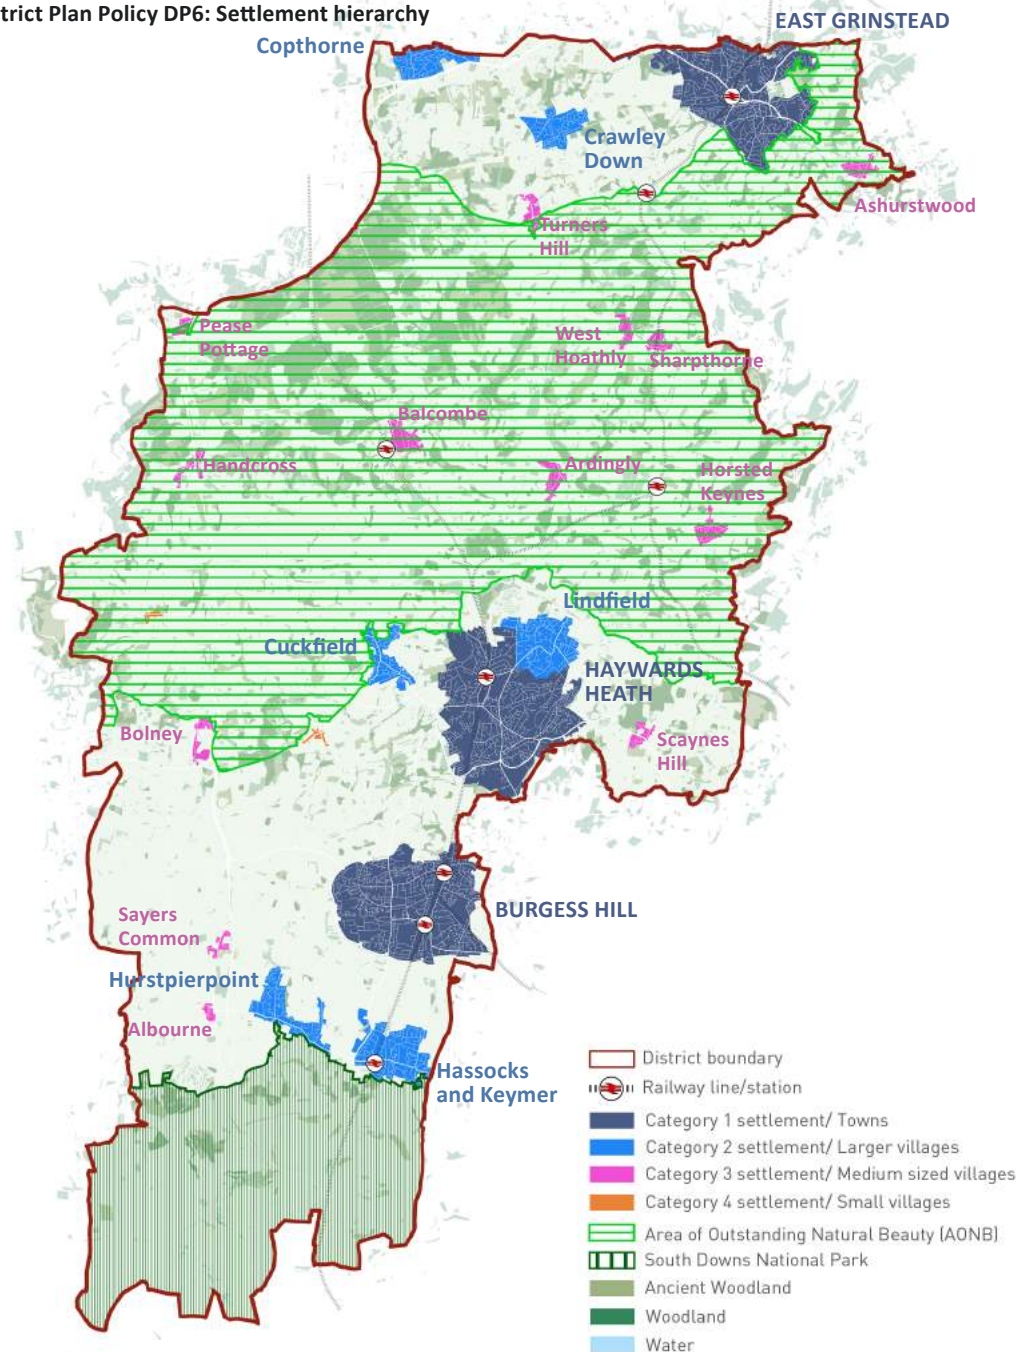 trict Plan Policy DP6: Settlement hierarchy
EAST GRINSTEAD
Copthorne
Crawley
Down
Ashurstwood
Turners
Hill
Pease
Pottage
West
Hoathly
Sharpthorne
Balcombe
Handcross
Ardingly
Horsted
Keynes
Lindfield
Cuckfield
HAYWARDS
HEATH
Bolney
Scaynes
Hill
BURGESS HILL
Sayers
Common
Hurstpierpoint
Albourne
Hassocks
and Keymer
District boundary
Railway line/station
Category 1 settlement/ Towns
Category 2 settlement/ Larger villages
Category 3 settlement/ Medium sized villages
Category 4 settlement/ Small villages
Area of Outstanding Natural Beauty (AONB)
South Downs National Park
Ancient Woodland
Woodland
Water